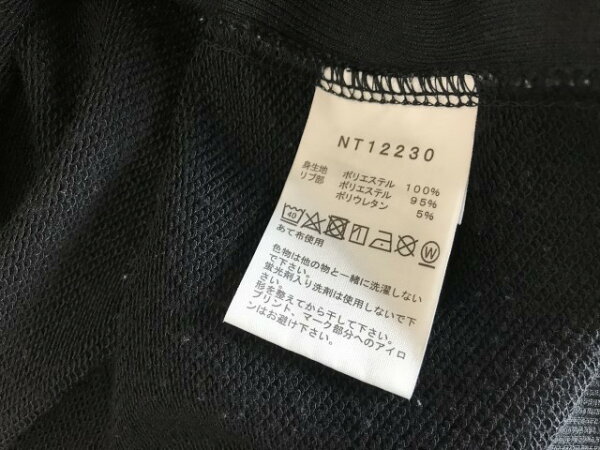 NT12230
身生地 ポリエステル 100%
リブ部 ポリエステル 95%
ポリウレタン 5%
40 W
あて布使用
色物は他の物と一緒に洗濯しない
で下さい。
蛍光剤入り洗剤は使用しないで下
さい。
形を整えてから干して下さい。
プリント、マーク部分へのアイロ
ンはお避け下さい。